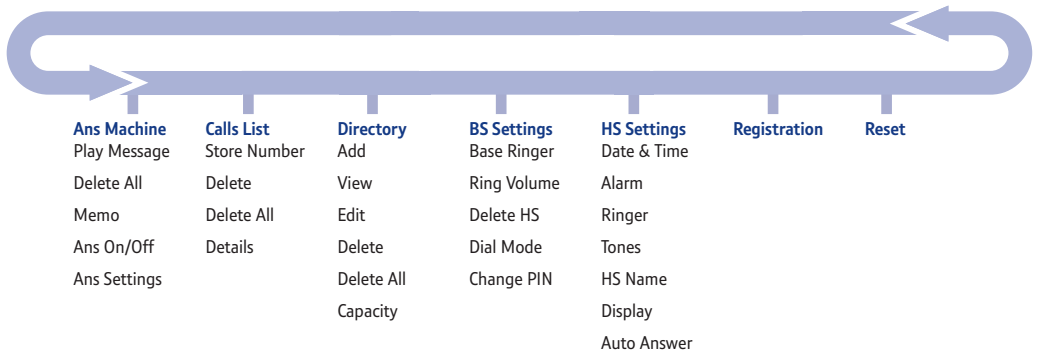 Ans Machine
Play Message
Delete All
Memo
Ans On/Off
Ans Settings
Calls List
Store Number
Delete
Delete All
Details
Directory
Add
View
Edit
Delete
Delete All
Capacity
BS Settings
Base Ringer
Ring Volume
Delete HS
Dial Mode
Change PIN
HS Settings
Date & Time
Alarm
Ringer
Tones
HS Name
Display
Auto Answer
Registration
Reset